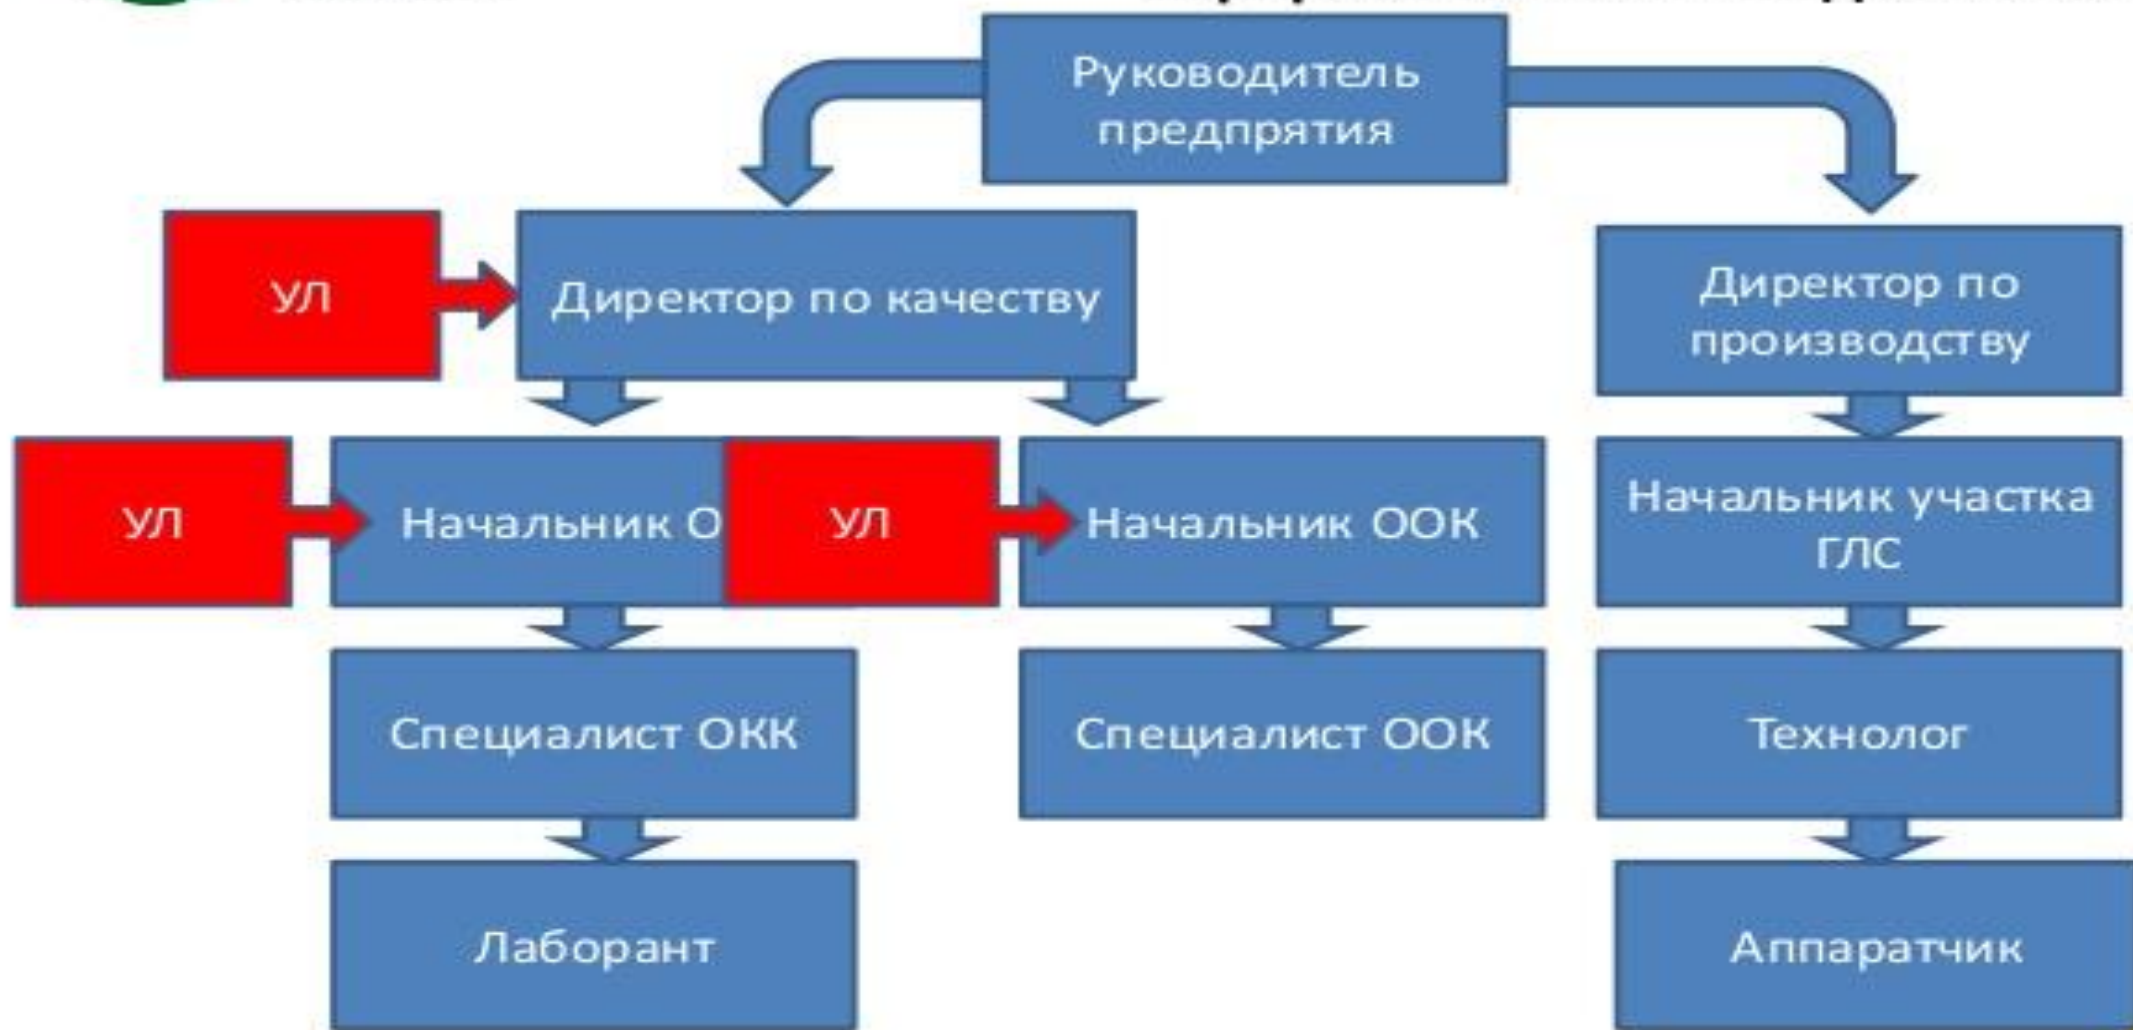 Руководитель
предпрятия
УЛ
Директор по качеству
Директор по
производству
УЛ
Начальник О
УЛ
Начальник ООК
Начальник участка
ГЛС
Специалист ОКК
Специалист ООК
Технолог
Лаборант
Аппаратчик